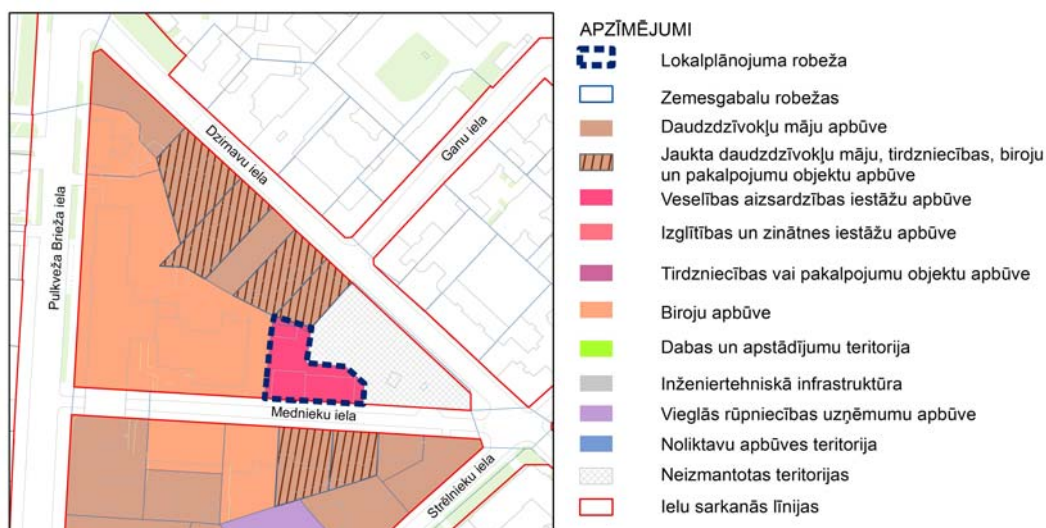 Dzirnavu iela
Ganu iela
Pulkveža Brieža iela
Mednieku iela
Strēlnieku iela
APZĪMĒJUMI
Lokalplānojuma robeža
Zemesgabalu robežas
Daudzdzīvokļu māju apbūve
Jaukta daudzdzīvokļu māju, tirdzniecības, biroju
un pakalpojumu objektu apbūve
Veselības aizsardzības iestāžu apbūve
Izglītības un zinātnes iestāžu apbūve
Tirdzniecības vai pakalpojumu objektu apbūve
Biroju apbūve
Dabas un apstādījumu teritorija
Inženiertehniskā infrastruktūra
Vieglās rūpniecības uzņēmumu apbūve
Noliktavu apbūves teritorija
Neizmantotas teritorijas
Ielu sarkanās līnijas